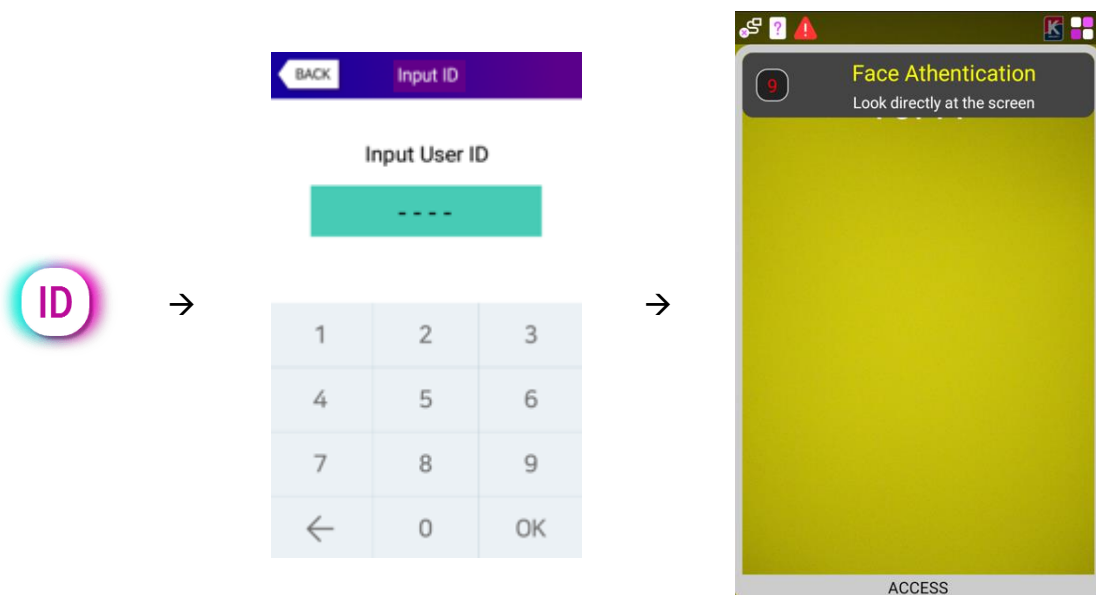 ID
→
BACK
Input ID
Input User ID
----
1 2 3
4 5 6
7 8 9
← 0 OK
→
?
!
K
9
Face Athentication
Look directly at the screen
ACCESS